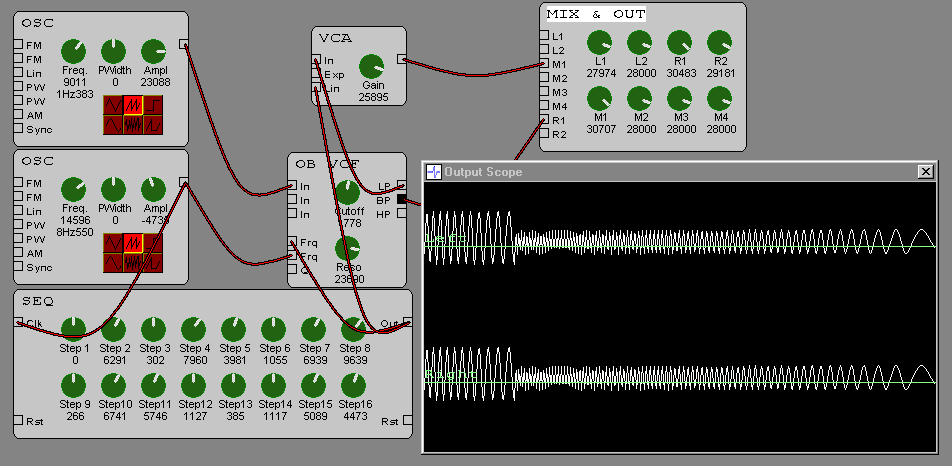 OSC
FM
FM
Lin
PW
PW
AM
Sync
Freq. PWidth Ampl
9011 0 23088
1Hz383
OSC
FM
FM
Lin
PW
PW
AM
Sync
Freq. PWidth Ampl
14596 0 -4739
8Hz550
VCA
In
Exp
Lin
Gain
25895
OB VCF
In
In
In
Frq
Frq
Q
LP
BP
HP
Cutoff
1778
Reso
23690
MIX & OUT
L1
L2
M1
M2
M3
M4
R1
R2
L1 L2 R1 R2
27974 28000 30483 29181
M1 M2 M3 M4
30707 28000 28000 28000
Output Scope
Left
Right
SEQ
Clk Out
Step 1 Step 2 Step 3 Step 4 Step 5 Step 6 Step 7 Step 8
0 6291 302 7960 3981 1055 6939 9639
Step 9 Step10 Step11 Step12 Step13 Step14 Step15 Step16
266 6741 5746 1127 385 1117 5089 4473
Rst Rst